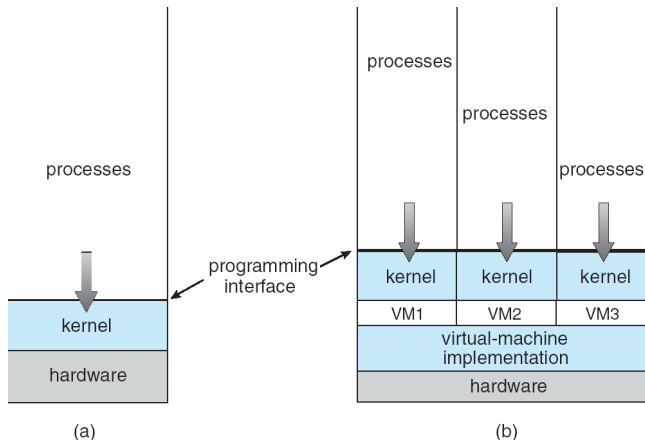 processes
kernel
hardware
(a)
programming
interface
processes
processes
processes
kernel
kernel
kernel
VM1
VM2
VM3
virtual-machine
implementation
hardware
(b)